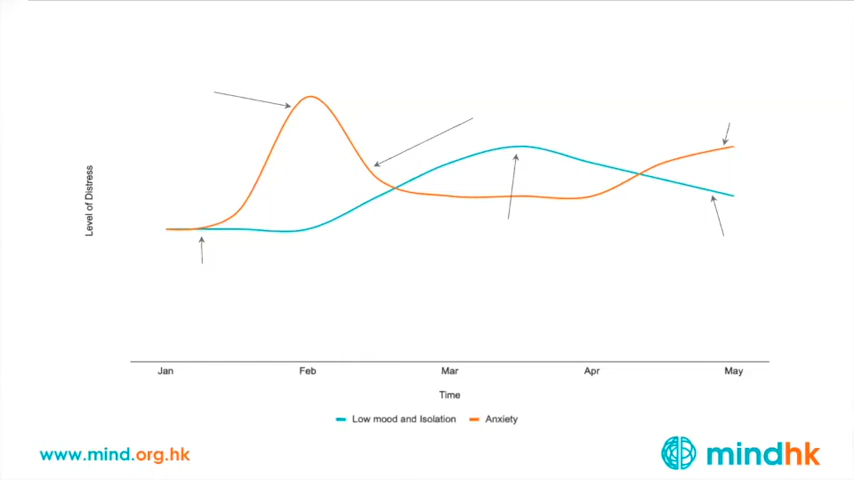 Level of Distress
Jan Feb Mar Apr May
Time
Low mood and Isolation Anxiety
www.mind.org.hk
mindhk